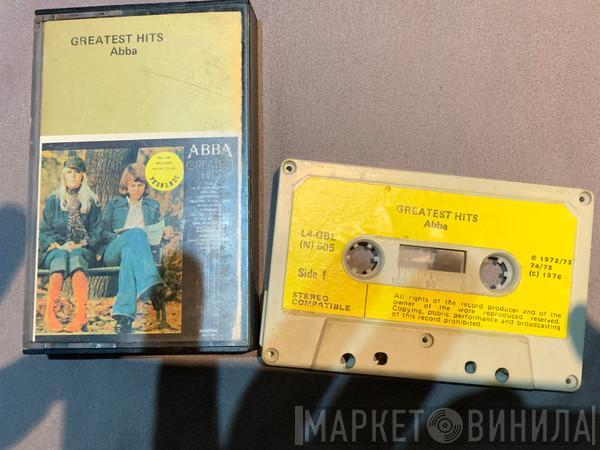 GREATEST HITS
Abba
ABBA
GREATEST
HITS
FERNANDO
GREATEST HITS
Abba
L4-GBL
(N) 605
Side 1
STEREO
COMPATIBLE
℗ 1972/73
74/75
(C) 1976
All rights of the record producer and of the
owner of the work reproduced reserved.
Copying, public performance and broadcasting
of this record prohibited.
МАРКЕТ ВИНИЛА